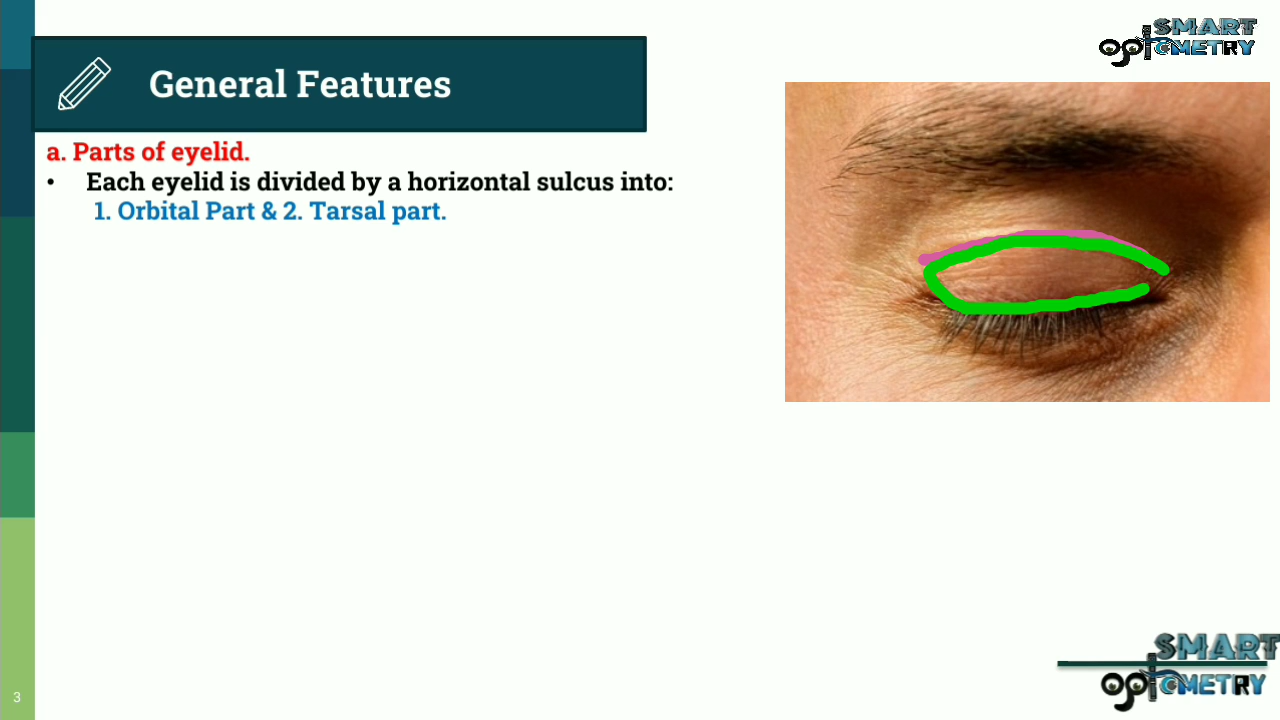 SMART
OPTOMETRY
General Features
a. Parts of eyelid.
• Each eyelid is divided by a horizontal sulcus into:
1. Orbital Part & 2. Tarsal part.
3
SMART
OPTOMETRY